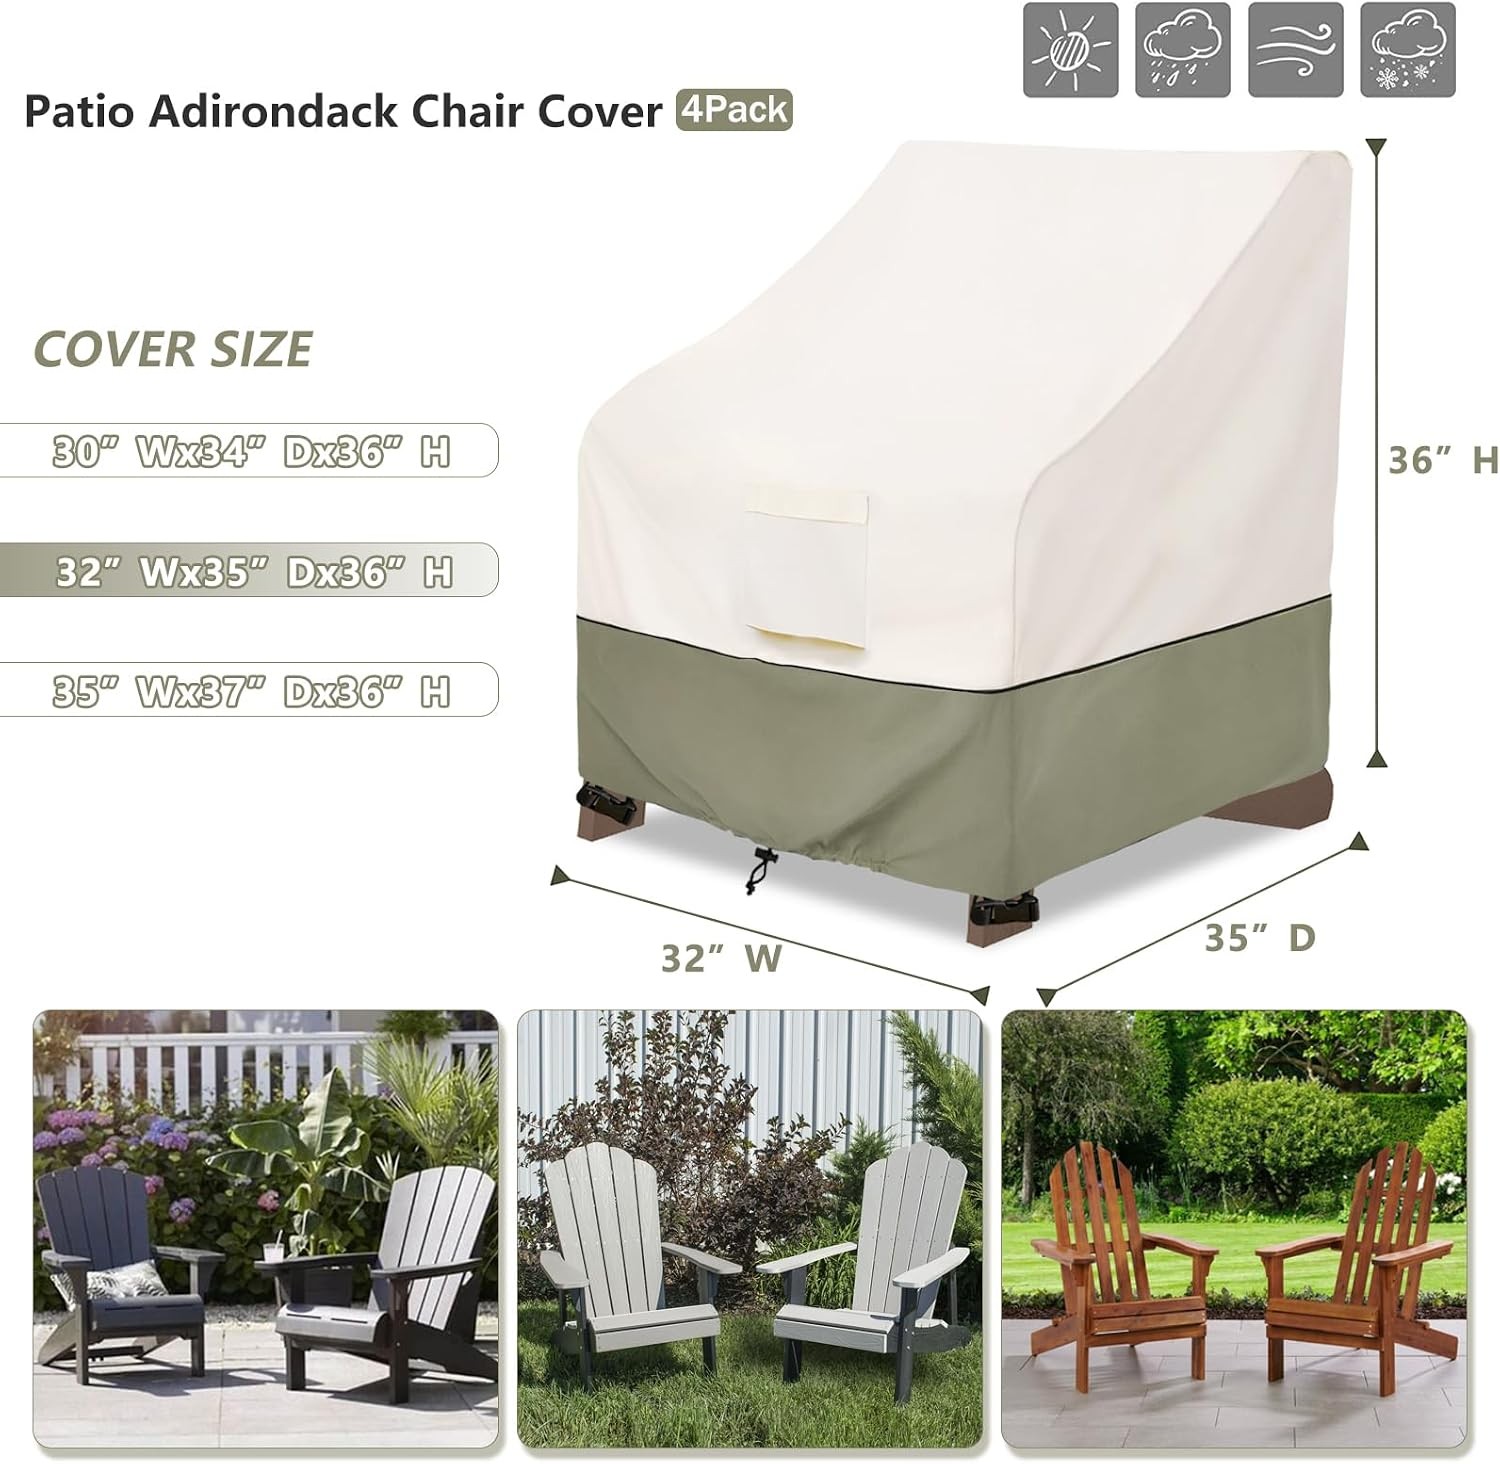 Patio Adirondack Chair Cover 4Pack
COVER SIZE
30″ Wx34″ Dx36″ H
32″ Wx35″ Dx36″ H
35″ Wx37″ Dx36″ H
36″ H
32″ W
35″ D